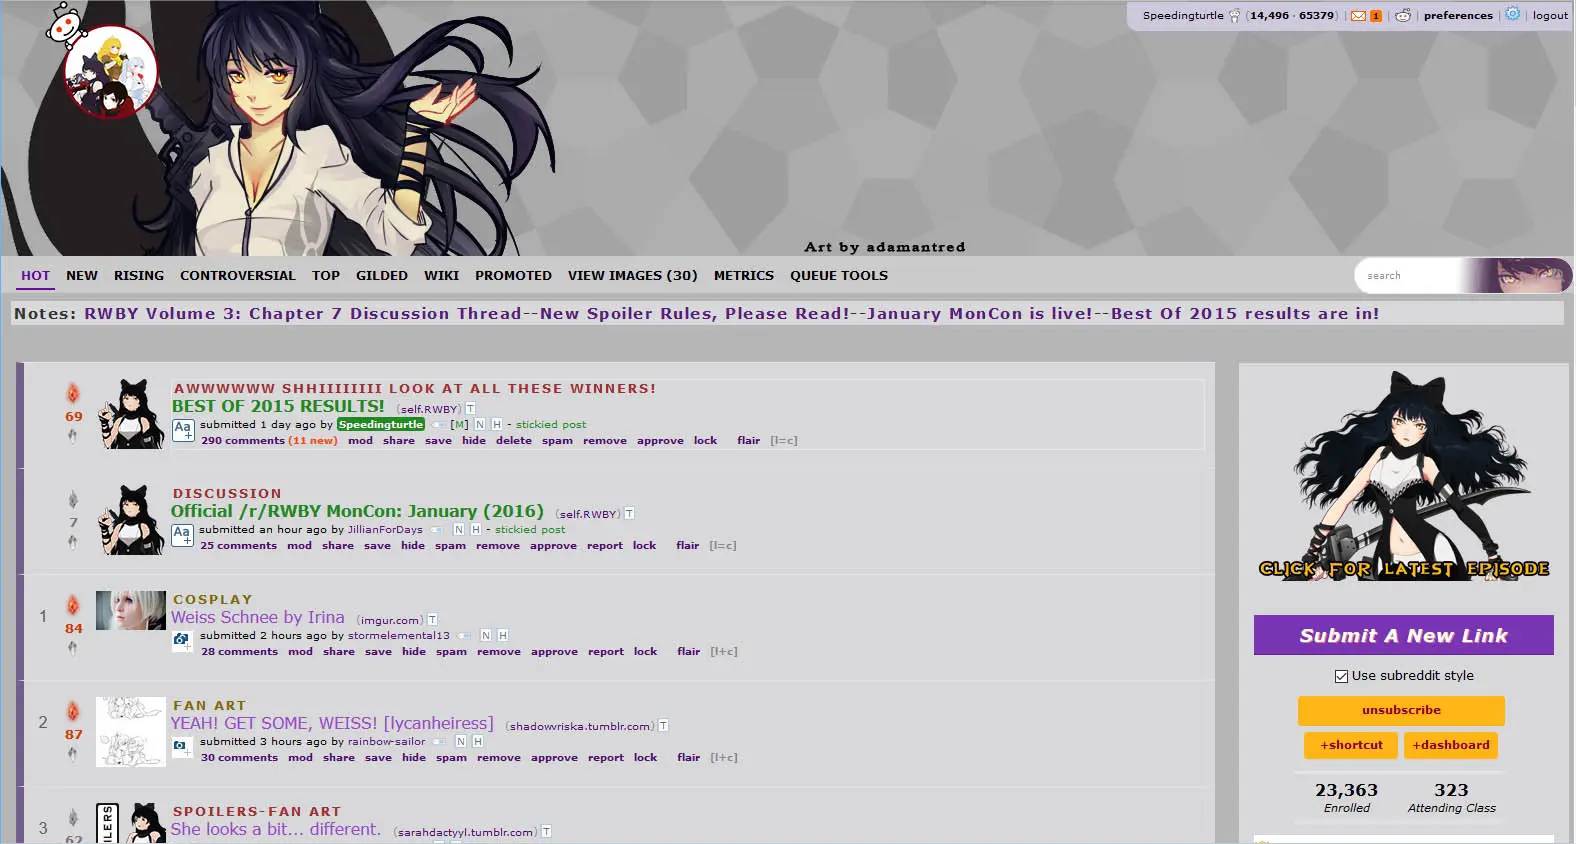 Speedingturtle (14,496 · 65379) | 1 | | preferences | | logout
Art by adamantred
HOT NEW RISING CONTROVERSIAL TOP GILDED WIKI PROMOTED VIEW IMAGES (30) METRICS QUEUE TOOLS
search
Notes: RWBY Volume 3: Chapter 7 Discussion Thread--New Spoiler Rules, Please Read!--January MonCon is live!--Best Of 2015 results are in!
AWWWWWW SHHIIIIIIII LOOK AT ALL THESE WINNERS!
69
BEST OF 2015 RESULTS! (self.RWBY) T
Aa+ submitted 1 day ago by Speedingturtle [M] N H - stickied post
290 comments (11 new) mod share save hide delete spam remove approve lock flair [l=c]
DISCUSSION
7
Official /r/RWBY MonCon: January (2016) (self.RWBY) T
Aa+ submitted an hour ago by JillianForDays N H - stickied post
25 comments mod share save hide spam remove approve report lock flair [l=c]
COSPLAY
1
84
Weiss Schnee by Irina (imgur.com) T
submitted 2 hours ago by stormelemental13 N H
28 comments mod share save hide spam remove approve report lock flair [l+c]
FAN ART
2
87
YEAH! GET SOME, WEISS! [lycanheiress] (shadowvriska.tumblr.com) T
submitted 3 hours ago by rainbow-sailor N H
30 comments mod share save hide spam remove approve report lock flair [l+c]
SPOILERS-FAN ART
3
62
She looks a bit... different. (sarahdactyyl.tumblr.com) T
CLICK FOR LATEST EPISODE
Submit A New Link
Use subreddit style
unsubscribe
+shortcut +dashboard
23,363 323
Enrolled Attending Class